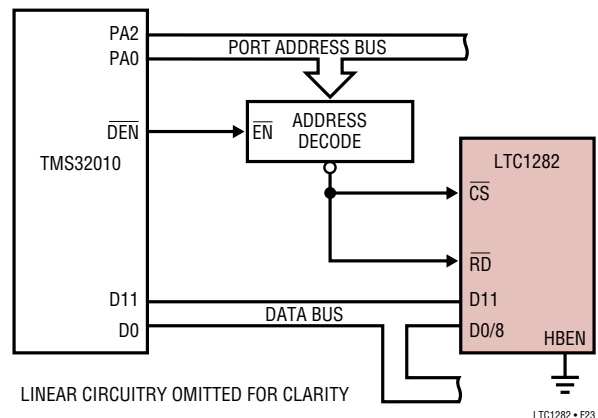 PA2
PA0
PORT ADDRESS BUS
DEN
EN
ADDRESS
DECODE
TMS32010
LTC1282
CS
RD
D11
D0
DATA BUS
D11
D0/8
HBEN
LINEAR CIRCUITRY OMITTED FOR CLARITY
LTC1282 • F23